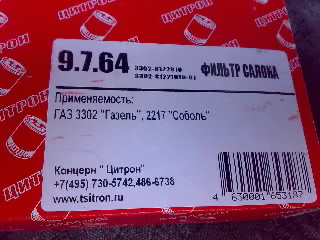 ЦИТРОН
9.7.64
ФИЛЬТР САЛОНА
Применяемость:
ГАЗ 3302 "Газель", 2217 "Соболь"
Концерн " Цитрон"
+7(495) 730-5742,486-6738
www.tsitron.ru
ЦИТРОН